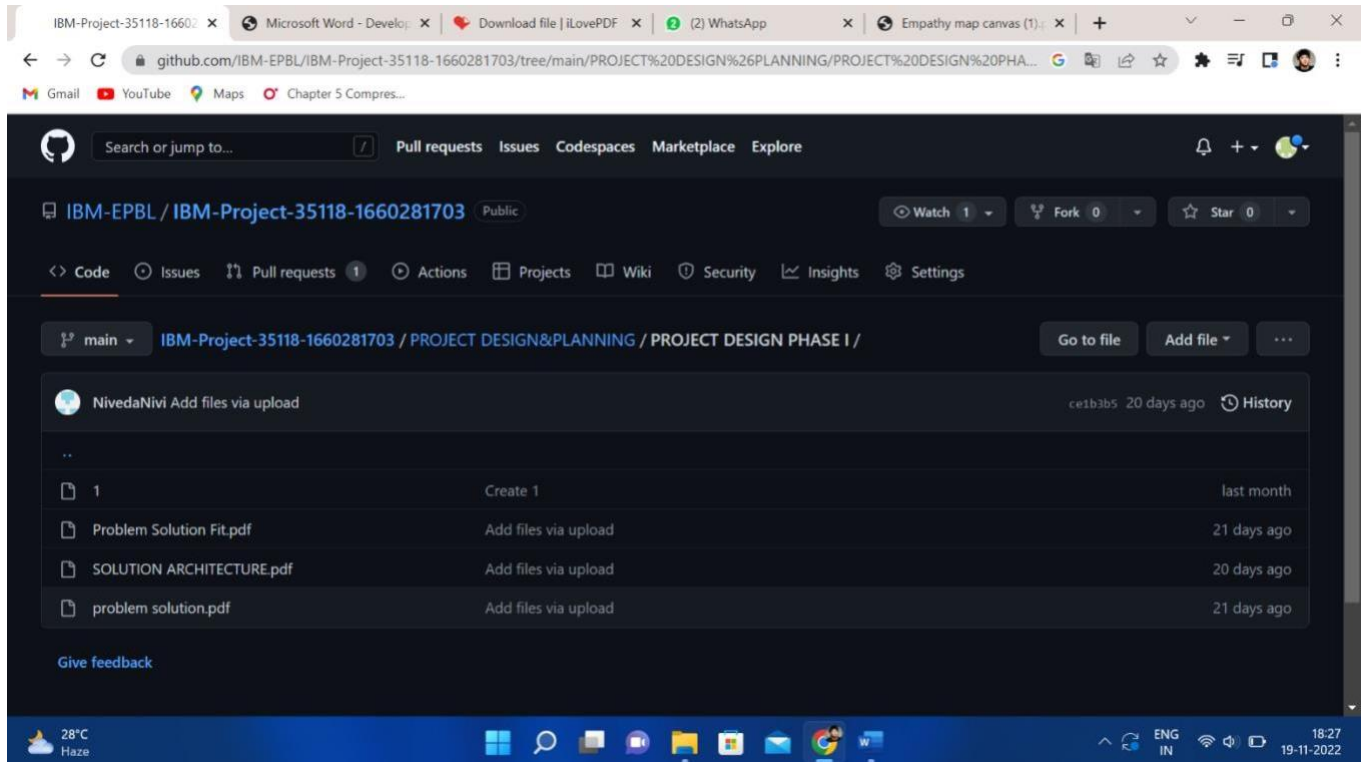 IBM-Project-35118-16602
Microsoft Word - Develop
Download file | iLovePDF
(2) WhatsApp
Empathy map canvas (1).
github.com/IBM-EPBL/IBM-Project-35118-1660281703/tree/main/PROJECT%20DESIGN%26PLANNING/PROJECT%20DESIGN%20PHA...
Gmail YouTube Maps Chapter 5 Compres...
Search or jump to... / Pull requests Issues Codespaces Marketplace Explore
IBM-EPBL / IBM-Project-35118-1660281703 Public Watch 1 Fork 0 Star 0
<> Code Issues Pull requests 1 Actions Projects Wiki Security Insights Settings
main IBM-Project-35118-1660281703 / PROJECT DESIGN&PLANNING / PROJECT DESIGN PHASE I / Go to file Add file ...
NivedaNivi Add files via upload ce1b3b5 20 days ago History
..
1 Create 1 last month
Problem Solution Fit.pdf Add files via upload 21 days ago
SOLUTION ARCHITECTURE.pdf Add files via upload 20 days ago
problem solution.pdf Add files via upload 21 days ago
Give feedback
28°C
Haze
ENG
IN
18:27
19-11-2022